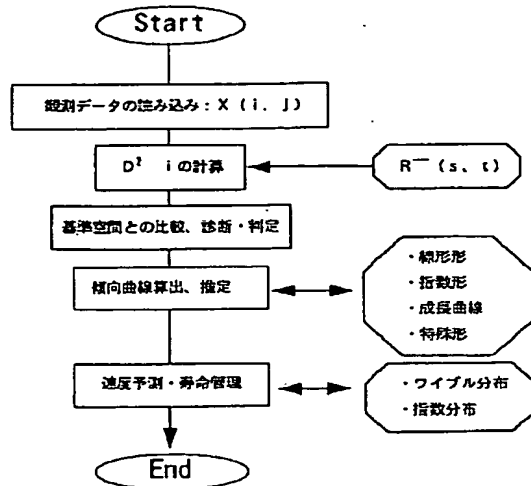 Start
観測データの読み込み：X (i, J)
D² i の計算
R⁻ (s、t)
基準空間との比較、診断・判定
傾向曲線算出、推定
・線形形
・指数形
・成長曲線
・特殊形
速度予測・寿命管理
・ワイブル分布
・指数分布
End